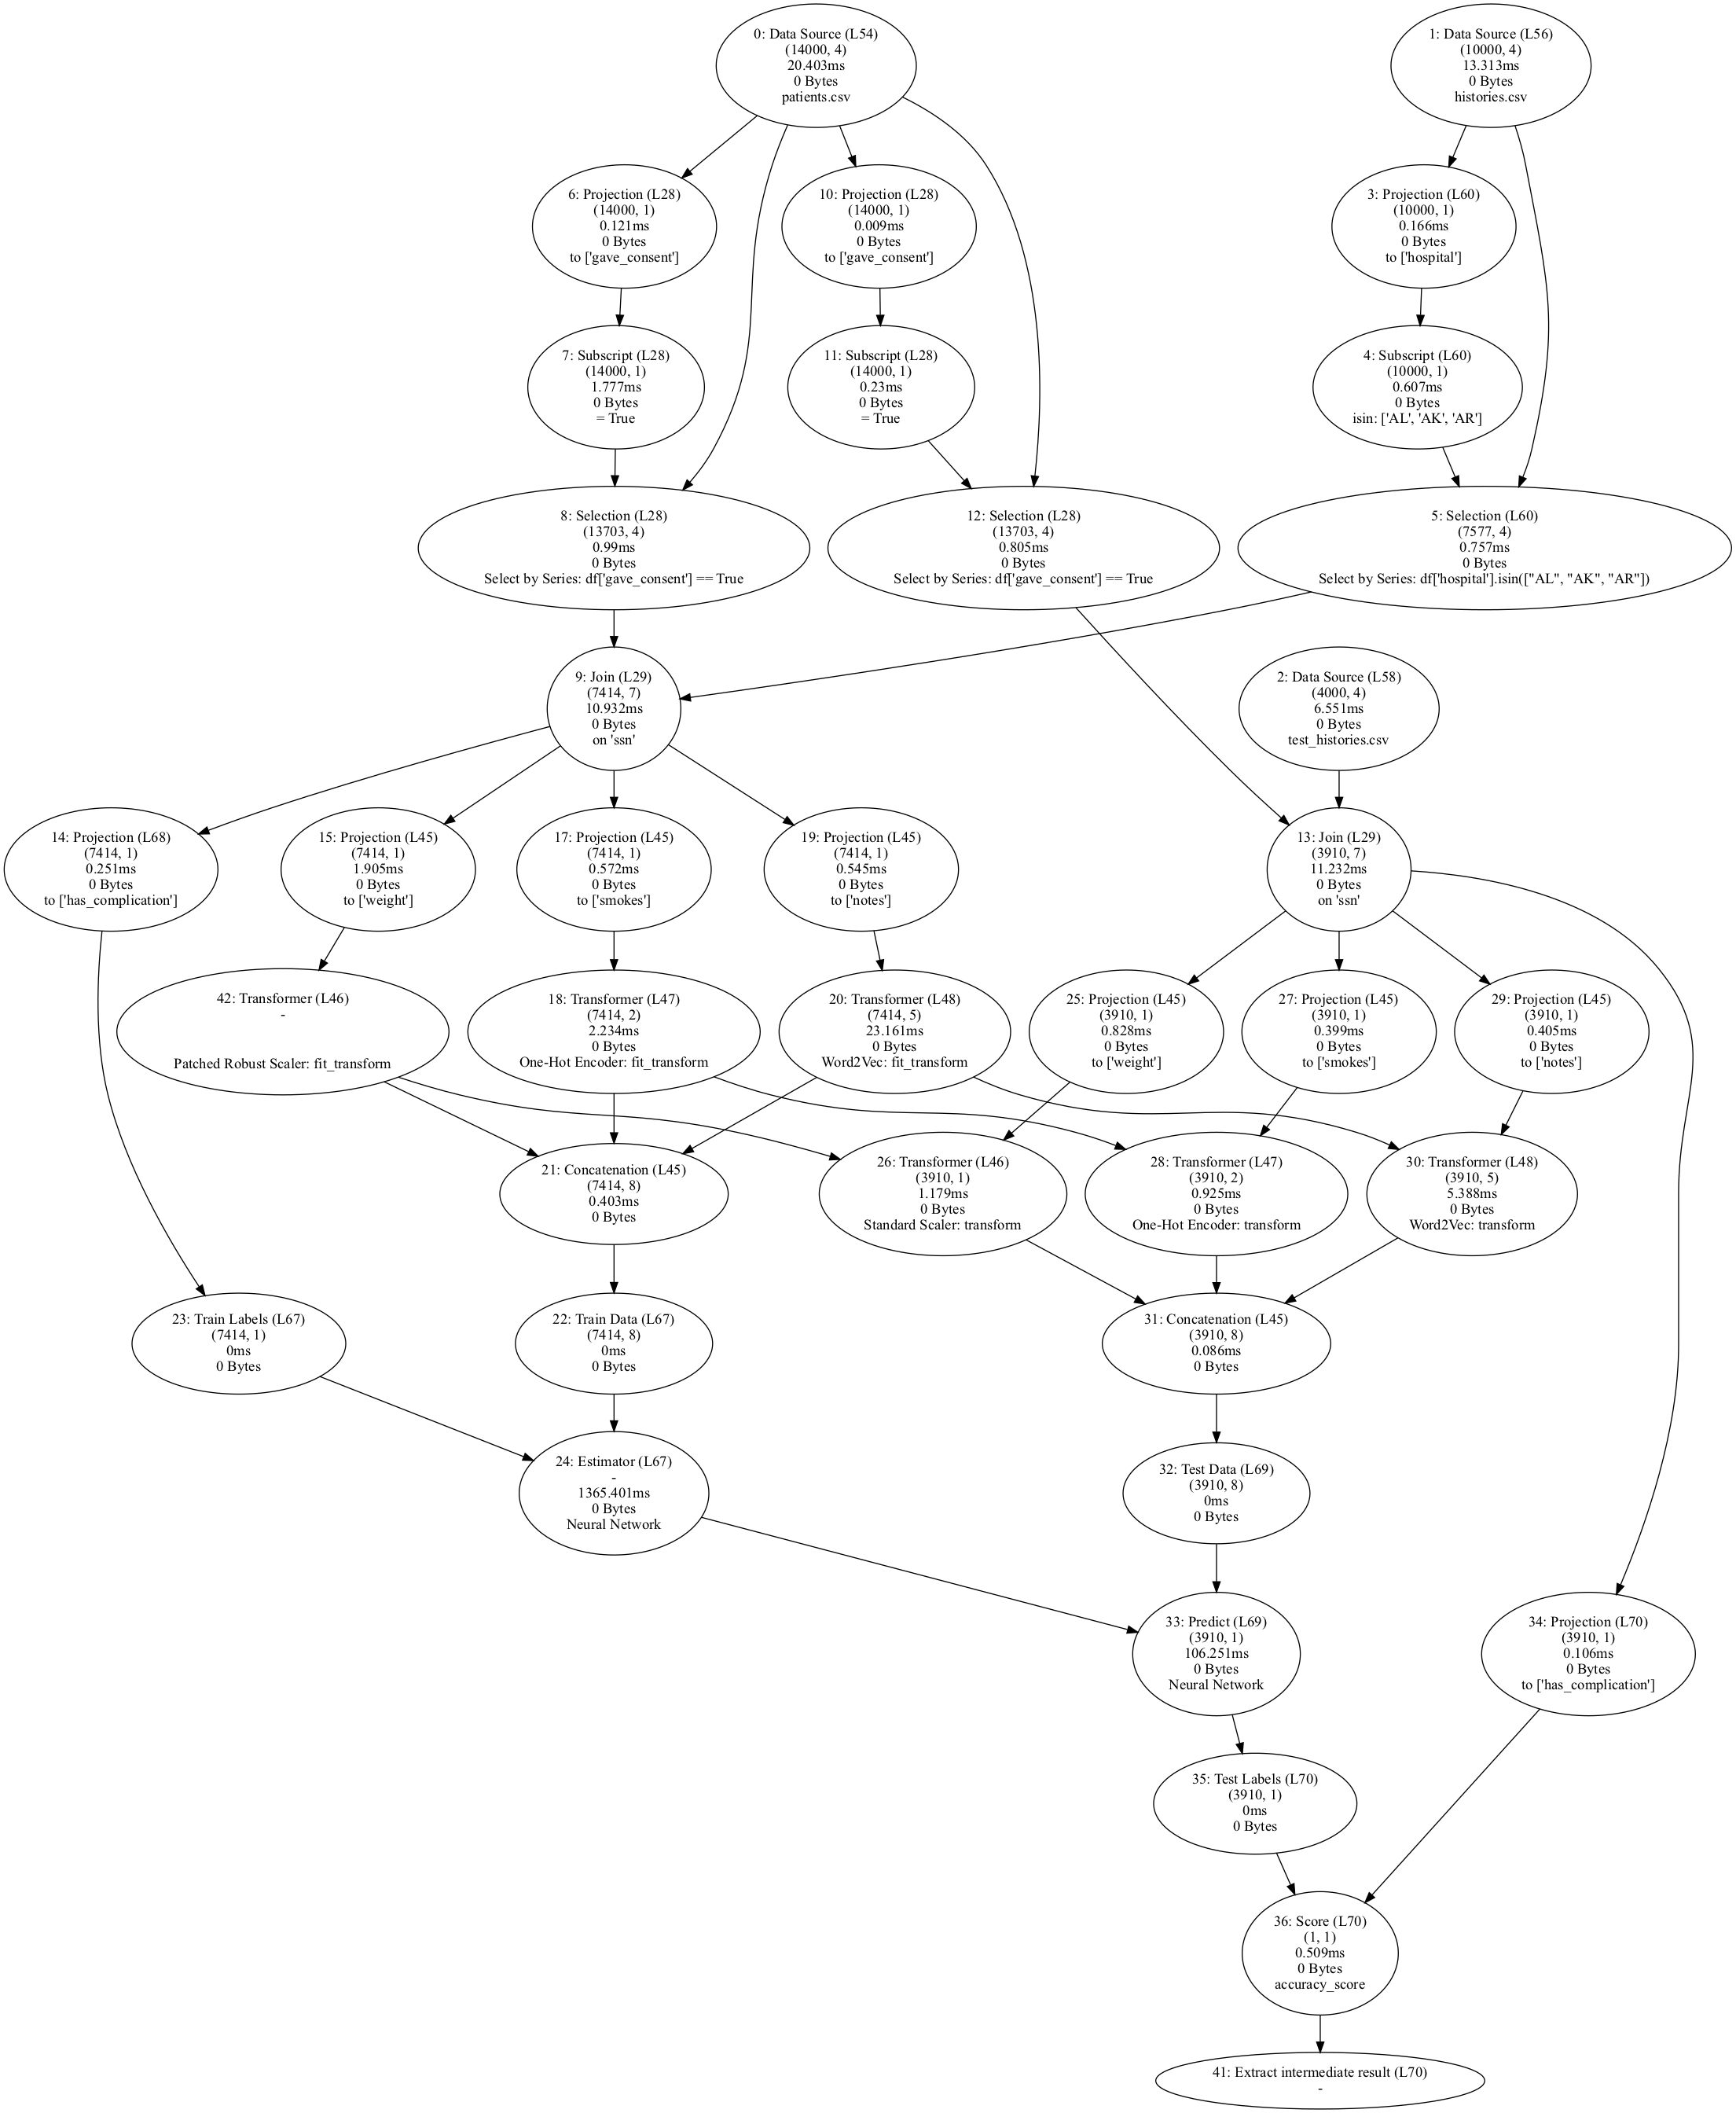 0: Data Source (L54)
(14000, 4)
20.403ms
0 Bytes
patients.csv
1: Data Source (L56)
(10000, 4)
13.313ms
0 Bytes
histories.csv
6: Projection (L28)
(14000, 1)
0.121ms
0 Bytes
to ['gave_consent']
10: Projection (L28)
(14000, 1)
0.009ms
0 Bytes
to ['gave_consent']
3: Projection (L60)
(10000, 1)
0.166ms
0 Bytes
to ['hospital']
7: Subscript (L28)
(14000, 1)
1.777ms
0 Bytes
= True
11: Subscript (L28)
(14000, 1)
0.23ms
0 Bytes
= True
4: Subscript (L60)
(10000, 1)
0.607ms
0 Bytes
isin: ['AL', 'AK', 'AR']
8: Selection (L28)
(13703, 4)
0.99ms
0 Bytes
Select by Series: df['gave_consent'] == True
12: Selection (L28)
(13703, 4)
0.805ms
0 Bytes
Select by Series: df['gave_consent'] == True
5: Selection (L60)
(7577, 4)
0.757ms
0 Bytes
Select by Series: df['hospital'].isin(["AL", "AK", "AR"])
9: Join (L29)
(7414, 7)
10.932ms
0 Bytes
on 'ssn'
2: Data Source (L58)
(4000, 4)
6.551ms
0 Bytes
test_histories.csv
14: Projection (L68)
(7414, 1)
0.251ms
0 Bytes
to ['has_complication']
15: Projection (L45)
(7414, 1)
1.905ms
0 Bytes
to ['weight']
17: Projection (L45)
(7414, 1)
0.572ms
0 Bytes
to ['smokes']
19: Projection (L45)
(7414, 1)
0.545ms
0 Bytes
to ['notes']
13: Join (L29)
(3910, 7)
11.232ms
0 Bytes
on 'ssn'
42: Transformer (L46)
-
Patched Robust Scaler: fit_transform
18: Transformer (L47)
(7414, 2)
2.234ms
0 Bytes
One-Hot Encoder: fit_transform
20: Transformer (L48)
(7414, 5)
23.161ms
0 Bytes
Word2Vec: fit_transform
25: Projection (L45)
(3910, 1)
0.828ms
0 Bytes
to ['weight']
27: Projection (L45)
(3910, 1)
0.399ms
0 Bytes
to ['smokes']
29: Projection (L45)
(3910, 1)
0.405ms
0 Bytes
to ['notes']
21: Concatenation (L45)
(7414, 8)
0.403ms
0 Bytes
26: Transformer (L46)
(3910, 1)
1.179ms
0 Bytes
Standard Scaler: transform
28: Transformer (L47)
(3910, 2)
0.925ms
0 Bytes
One-Hot Encoder: transform
30: Transformer (L48)
(3910, 5)
5.388ms
0 Bytes
Word2Vec: transform
23: Train Labels (L67)
(7414, 1)
0ms
0 Bytes
22: Train Data (L67)
(7414, 8)
0ms
0 Bytes
31: Concatenation (L45)
(3910, 8)
0.086ms
0 Bytes
24: Estimator (L67)
-
1365.401ms
0 Bytes
Neural Network
32: Test Data (L69)
(3910, 8)
0ms
0 Bytes
33: Predict (L69)
(3910, 1)
106.251ms
0 Bytes
Neural Network
34: Projection (L70)
(3910, 1)
0.106ms
0 Bytes
to ['has_complication']
35: Test Labels (L70)
(3910, 1)
0ms
0 Bytes
36: Score (L70)
(1, 1)
0.509ms
0 Bytes
accuracy_score
41: Extract intermediate result (L70)
-